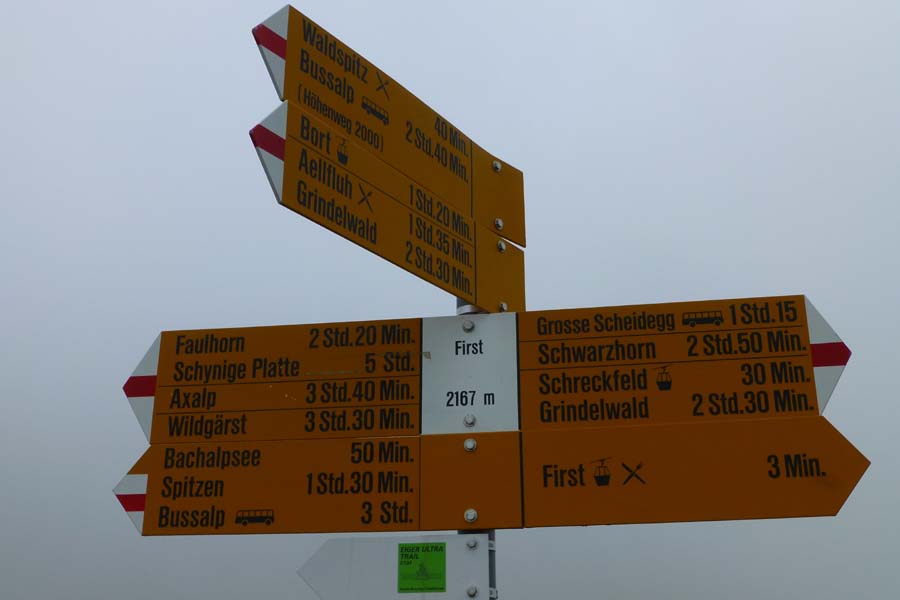 Waldspitz 40 Min.
Bussalp 2 Std.40 Min.
(Höhenweg 2000)
Bort 1 Std.20 Min.
Aellfluh 1 Std.35 Min.
Grindelwald 2 Std.30 Min.
Faulhorn 2 Std.20 Min.
Schynige Platte 5 Std.
Axalp 3 Std.40 Min.
Wildgärst 3 Std.30 Min.
Bachalpsee 50 Min.
Spitzen 1 Std.30 Min.
Bussalp 3 Std.
First
2167 m
Grosse Scheidegg 1 Std.15
Schwarzhorn 2 Std.50 Min.
Schreckfeld 30 Min.
Grindelwald 2 Std.30 Min.
First 3 Min.
EIGER ULTRA
TRAIL